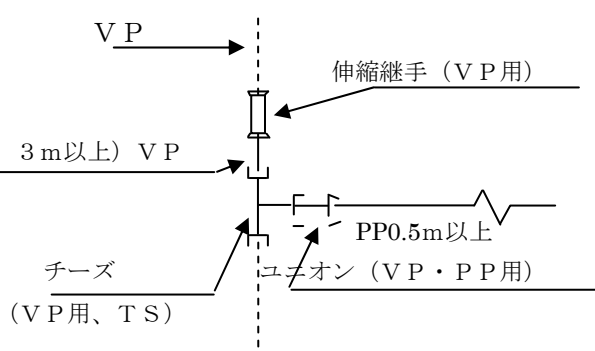 ＶＰ
伸縮継手（ＶＰ用）
３ｍ以上）ＶＰ
PP0.5m以上
チーズ
ユニオン（ＶＰ・ＰＰ用）
（ＶＰ用、ＴＳ）